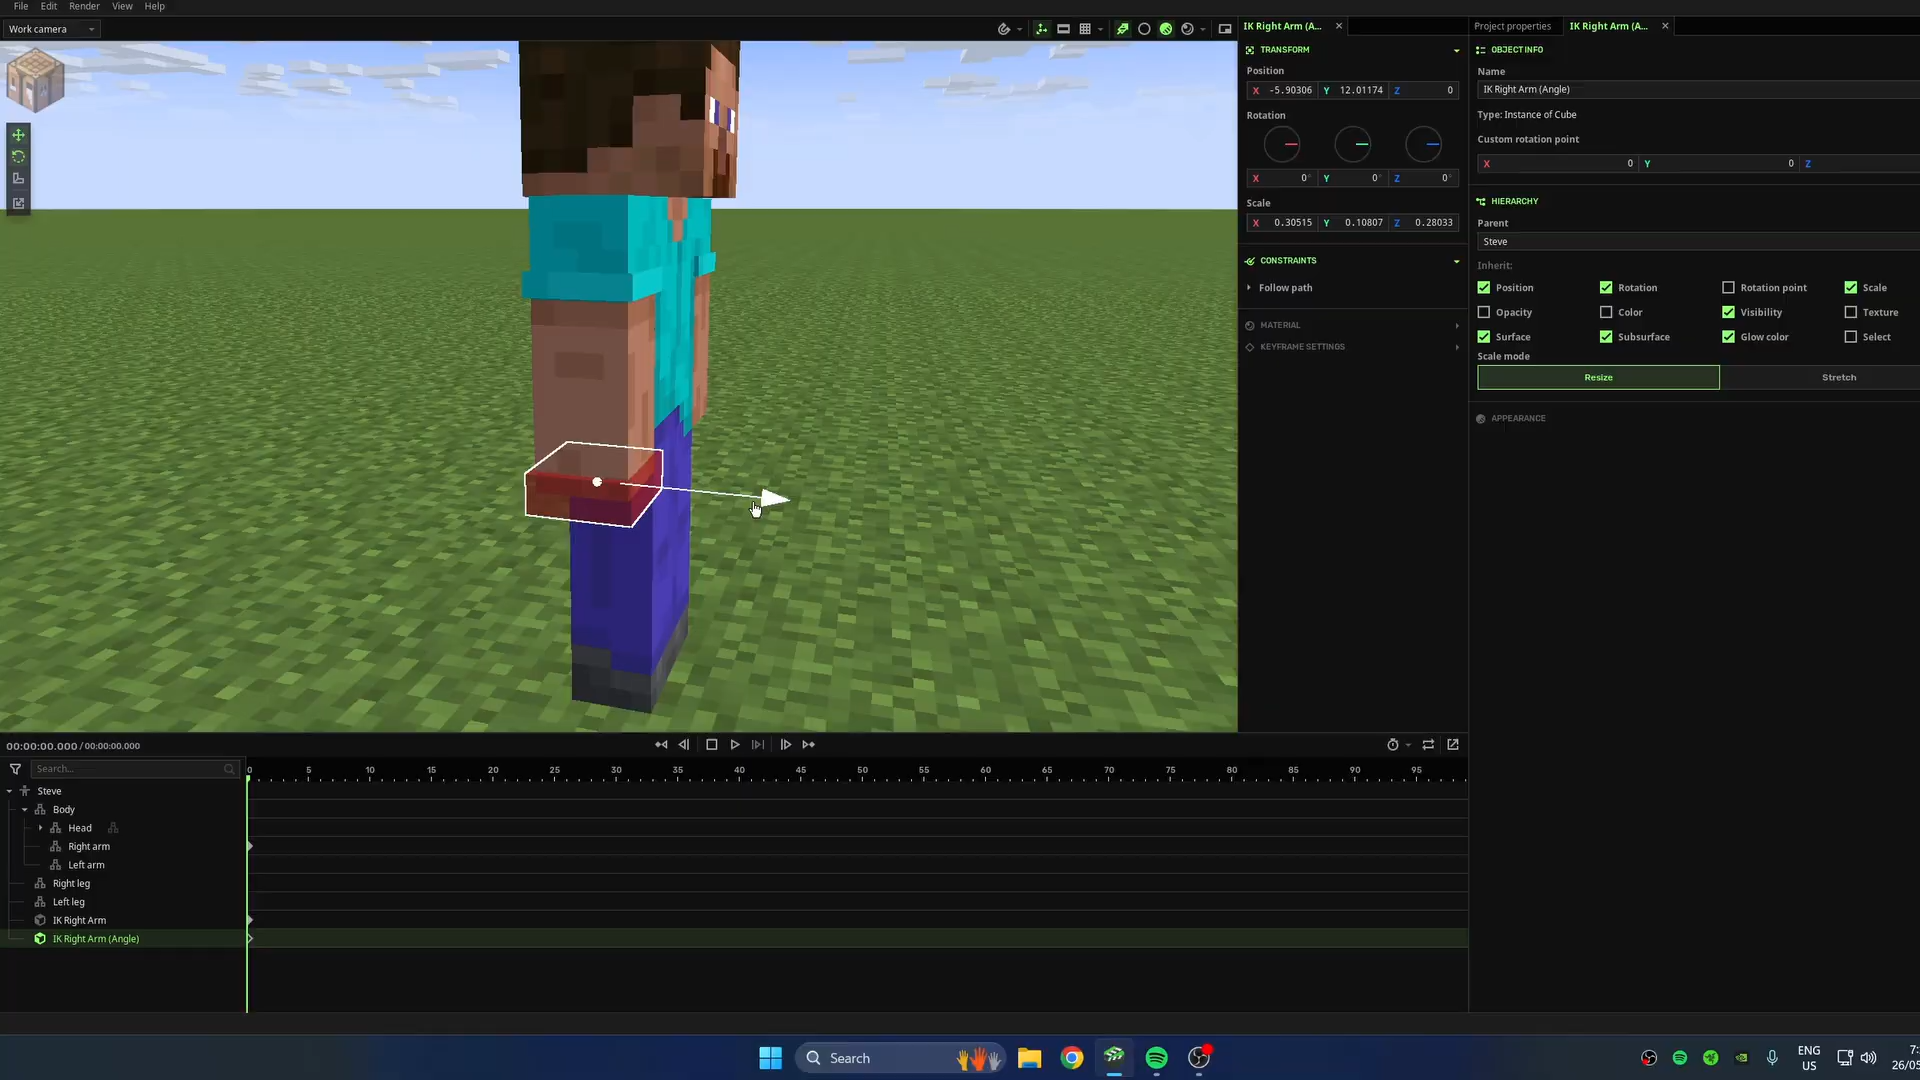 File Edit Render View Help
Work camera
IK Right Arm (A...
Project properties IK Right Arm (A...
TRANSFORM
Position
X -5.90306 Y 12.01174 Z 0
Rotation
X 0° Y 0° Z 0°
Scale
X 0.30515 Y 0.10807 Z 0.28033
CONSTRAINTS
Follow path
MATERIAL
KEYFRAME SETTINGS
OBJECT INFO
Name
IK Right Arm (Angle)
Type: Instance of Cube
Custom rotation point
X 0 Y 0 Z
HIERARCHY
Parent
Steve
Inherit:
Position Rotation Rotation point Scale
Opacity Color Visibility Texture
Surface Subsurface Glow color Select
Scale mode
Resize Stretch
APPEARANCE
00:00:00.000 / 00:00:00.000
Search...
0 5 10 15 20 25 30 35 40 45 50 55 60 65 70 75 80 85 90 95
Steve
Body
Head
Right arm
Left arm
Right leg
Left leg
IK Right Arm
IK Right Arm (Angle)
Search
ENG
US
7:
26/05